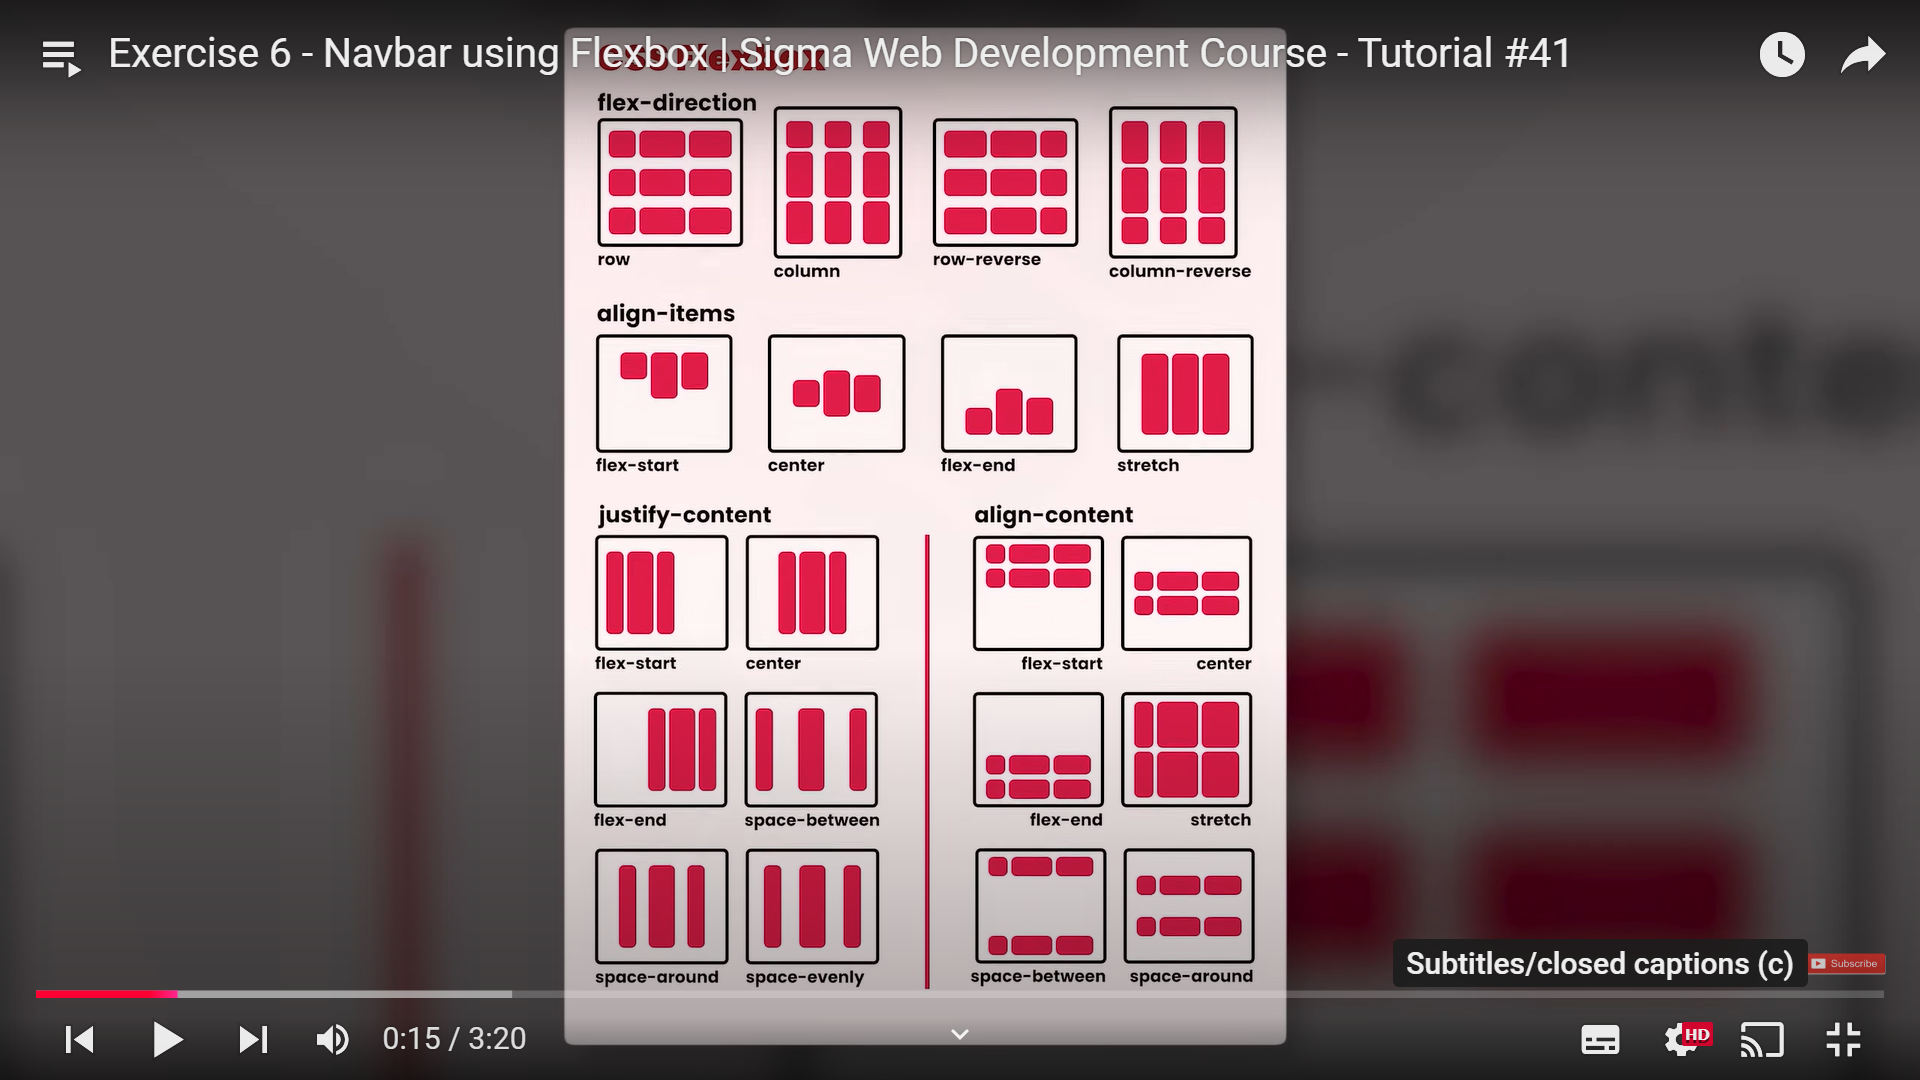 Exercise 6 - Navbar using Flexbox | Sigma Web Development Course - Tutorial #41
CSS Flexbox
flex-direction
row
column
row-reverse
column-reverse
align-items
flex-start
center
flex-end
stretch
justify-content
align-content
flex-start
center
flex-start
center
flex-end
space-between
flex-end
stretch
space-around
space-evenly
space-between
space-around
Subtitles/closed captions (c)
Subscribe
0:15 / 3:20
HD